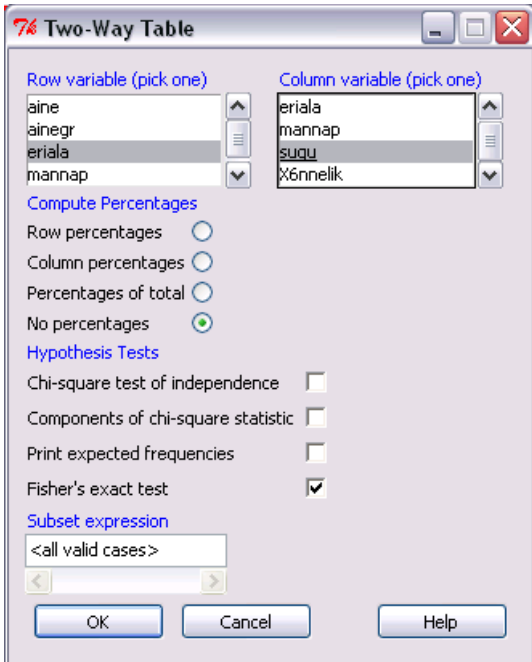 Two-Way Table
Row variable (pick one)
aine
ainegr
eriala
mannap
Column variable (pick one)
eriala
mannap
sugu
X6nnelik
Compute Percentages
Row percentages
Column percentages
Percentages of total
No percentages
Hypothesis Tests
Chi-square test of independence
Components of chi-square statistic
Print expected frequencies
Fisher's exact test
Subset expression
<all valid cases>
OK
Cancel
Help